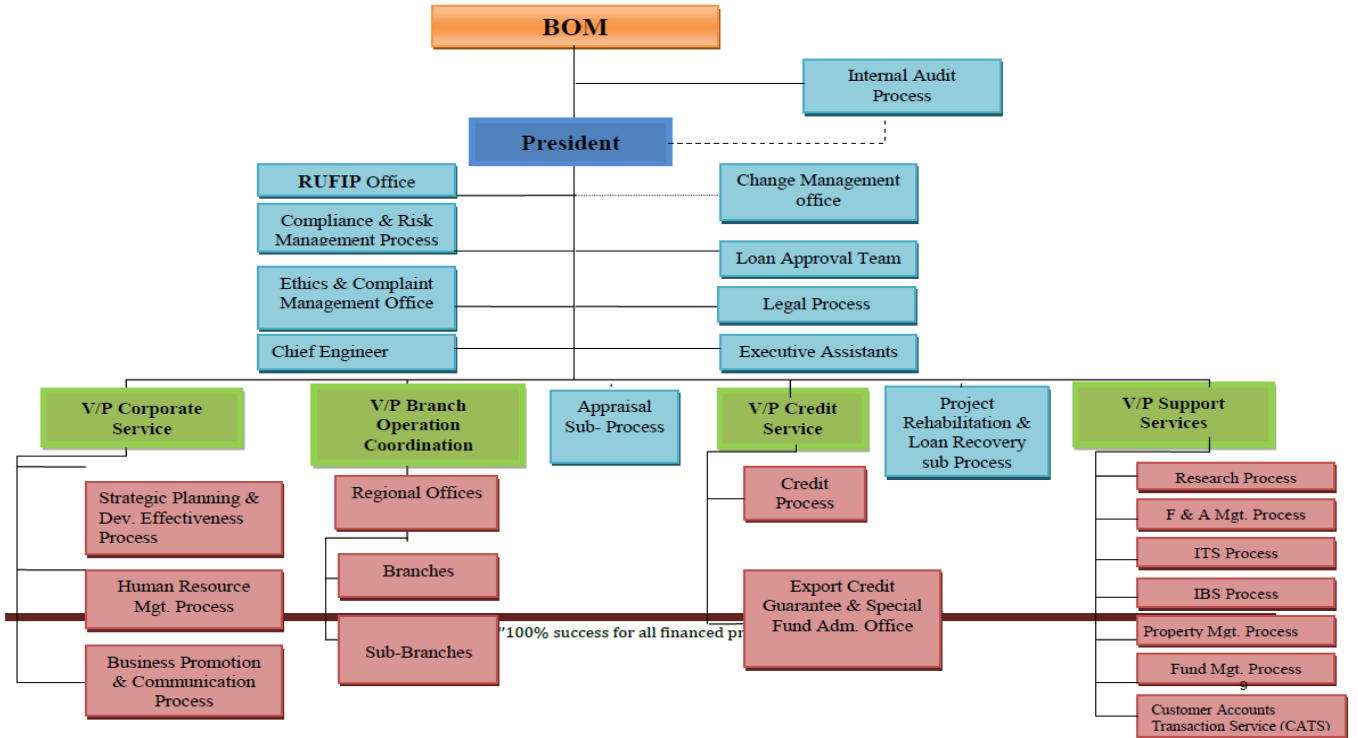 BOM
Internal Audit
Process
President
RUFIP Office
Change Management
office
Compliance & Risk
Management Process
Loan Approval Team
Ethics & Complaint
Management Office
Legal Process
Chief Engineer
Executive Assistants
V/P Corporate
Service
V/P Branch
Operation
Coordination
Appraisal
Sub- Process
V/P Credit
Service
Project
Rehabilitation &
Loan Recovery
sub Process
V/P Support
Services
Strategic Planning &
Dev. Effectiveness
Process
Human Resource
Mgt. Process
Business Promotion
& Communication
Process
Regional Offices
Branches
Sub-Branches
Credit
Process
Export Credit
Guarantee & Special
Fund Adm. Office
Research Process
F & A Mgt. Process
ITS Process
IBS Process
Property Mgt. Process
Fund Mgt. Process
9
Customer Accounts
Transaction Service (CATS)
"100% success for all financed